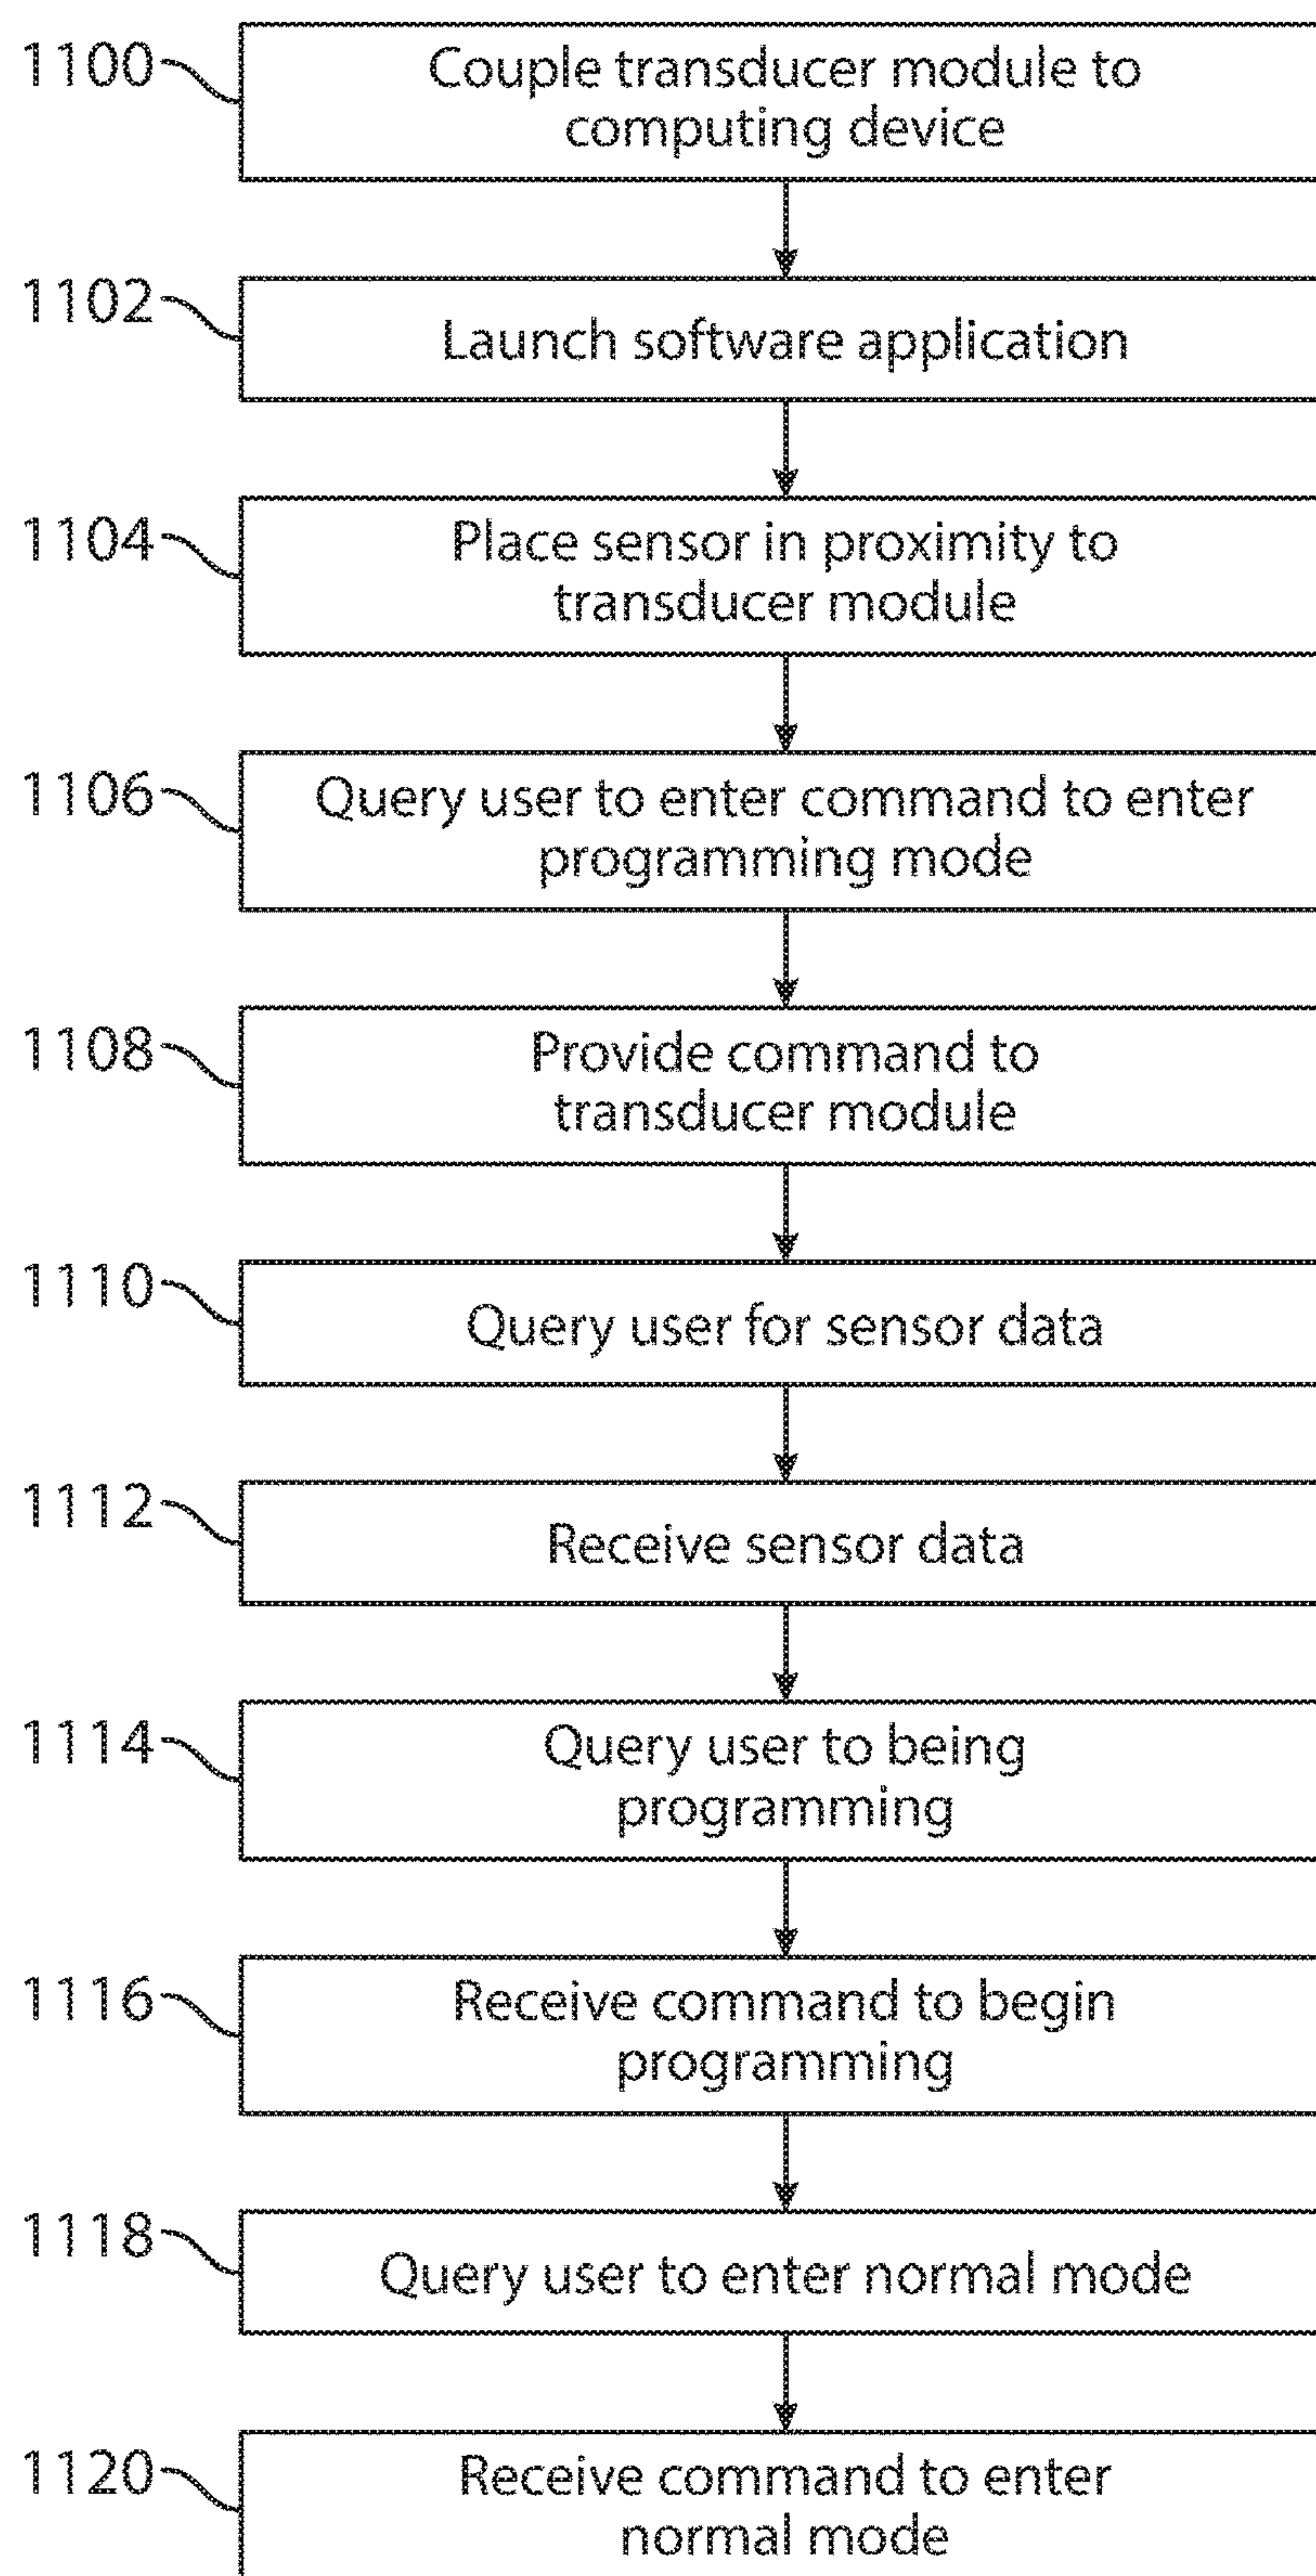 1100
Couple transducer module to
computing device
1102
Launch software application
1104
Place sensor in proximity to
transducer module
1106
Query user to enter command to enter
programming mode
1108
Provide command to
transducer module
1110
Query user for sensor data
1112
Receive sensor data
1114
Query user to being
programming
1116
Receive command to begin
programming
1118
Query user to enter normal mode
1120
Receive command to enter
normal mode